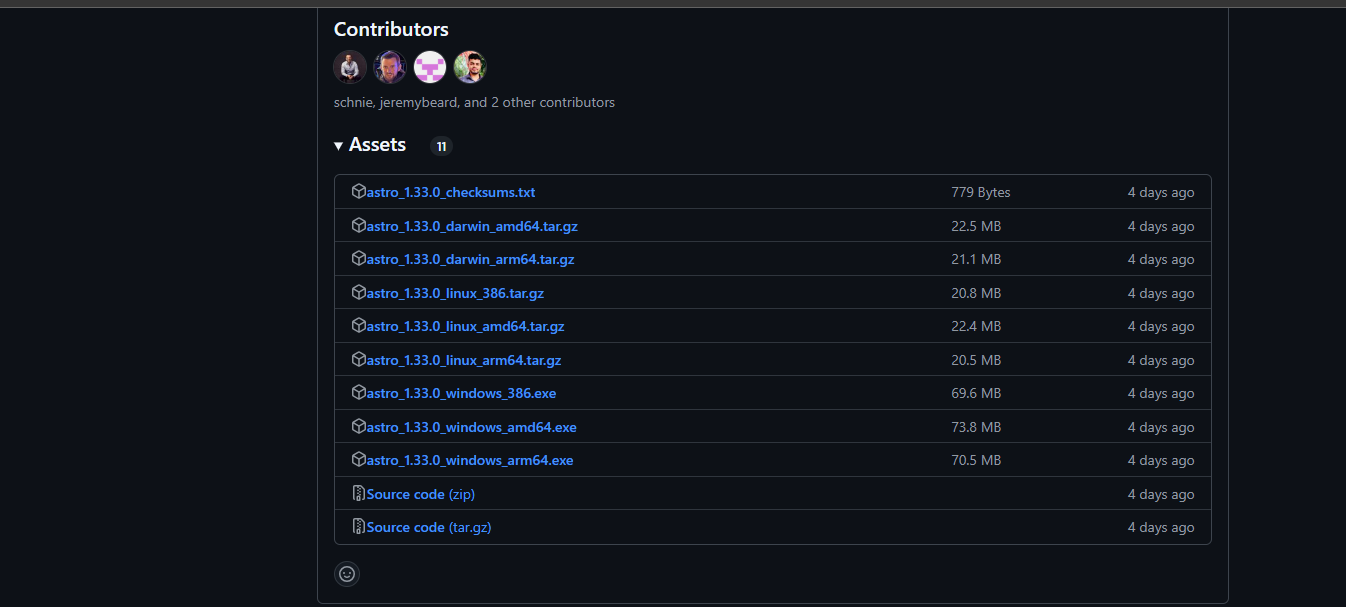 Contributors
schnie, jeremybeard, and 2 other contributors
Assets 11
astro_1.33.0_checksums.txt 779 Bytes 4 days ago
astro_1.33.0_darwin_amd64.tar.gz 22.5 MB 4 days ago
astro_1.33.0_darwin_arm64.tar.gz 21.1 MB 4 days ago
astro_1.33.0_linux_386.tar.gz 20.8 MB 4 days ago
astro_1.33.0_linux_amd64.tar.gz 22.4 MB 4 days ago
astro_1.33.0_linux_arm64.tar.gz 20.5 MB 4 days ago
astro_1.33.0_windows_386.exe 69.6 MB 4 days ago
astro_1.33.0_windows_amd64.exe 73.8 MB 4 days ago
astro_1.33.0_windows_arm64.exe 70.5 MB 4 days ago
Source code (zip) 4 days ago
Source code (tar.gz) 4 days ago